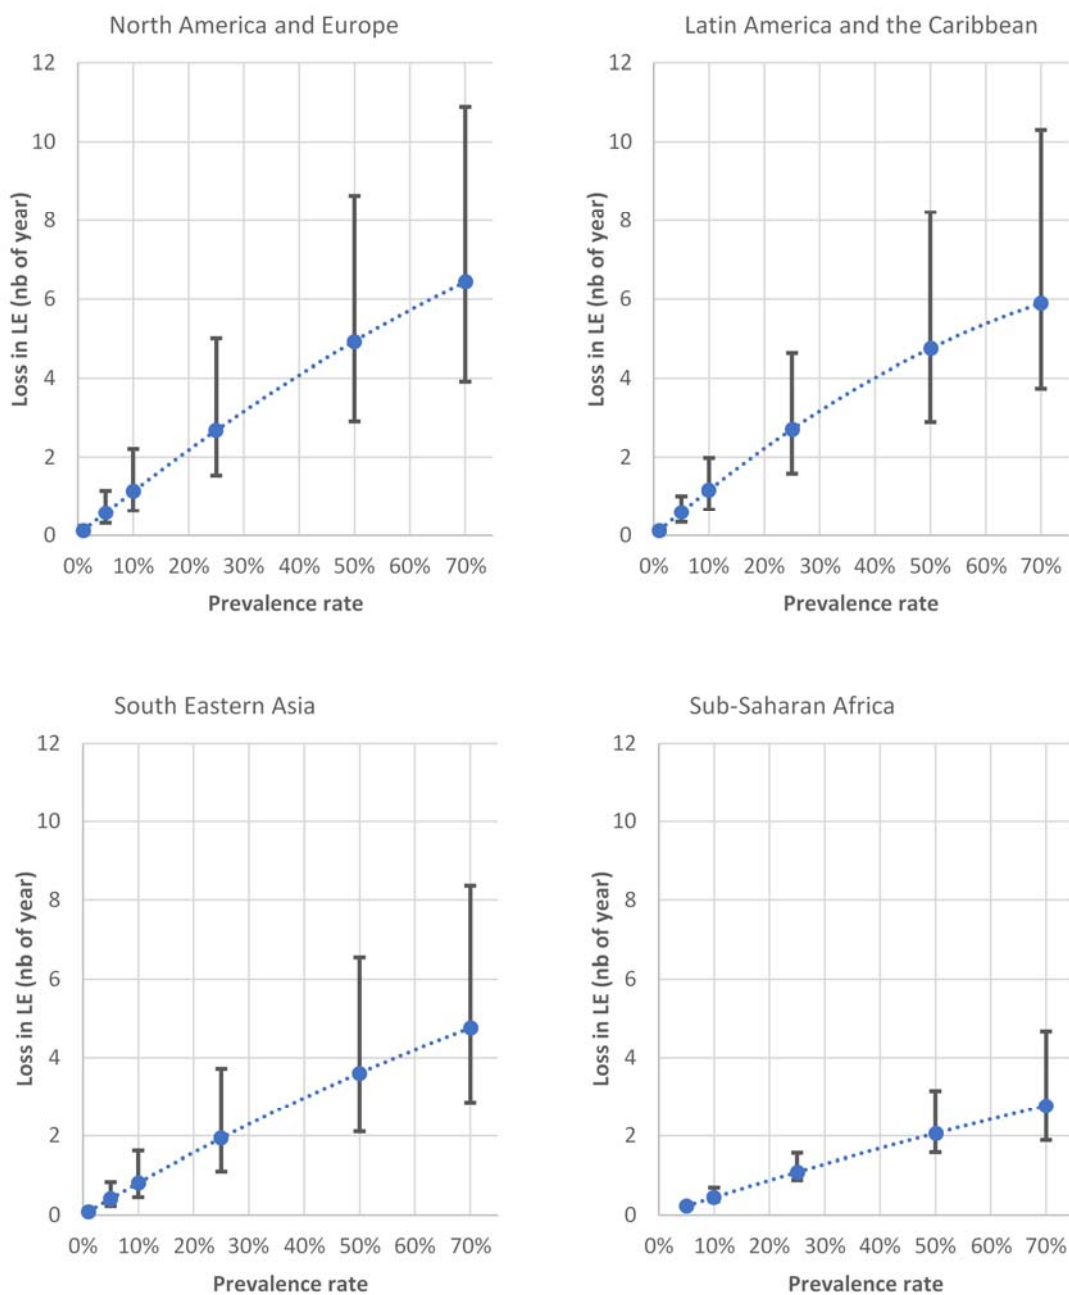 North America and Europe
12
10
8
6
4
2
0
Loss in LE (nb of year)
0% 10% 20% 30% 40% 50% 60% 70%
Prevalence rate
Latin America and the Caribbean
12
10
8
6
4
2
0
Loss in LE (nb of year)
0% 10% 20% 30% 40% 50% 60% 70%
Prevalence rate
South Eastern Asia
12
10
8
6
4
2
0
Loss in LE (nb of year)
0% 10% 20% 30% 40% 50% 60% 70%
Prevalence rate
Sub-Saharan Africa
12
10
8
6
4
2
0
Loss in LE (nb of year)
0% 10% 20% 30% 40% 50% 60% 70%
Prevalence rate